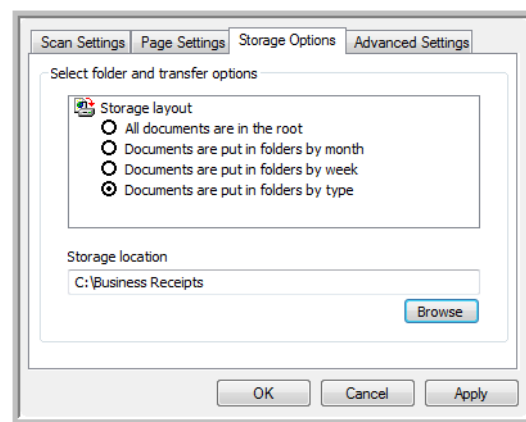 Scan Settings Page Settings Storage Options Advanced Settings
Select folder and transfer options
Storage layout
All documents are in the root
Documents are put in folders by month
Documents are put in folders by week
Documents are put in folders by type
Storage location
C:\Business Receipts
Browse
OK Cancel Apply